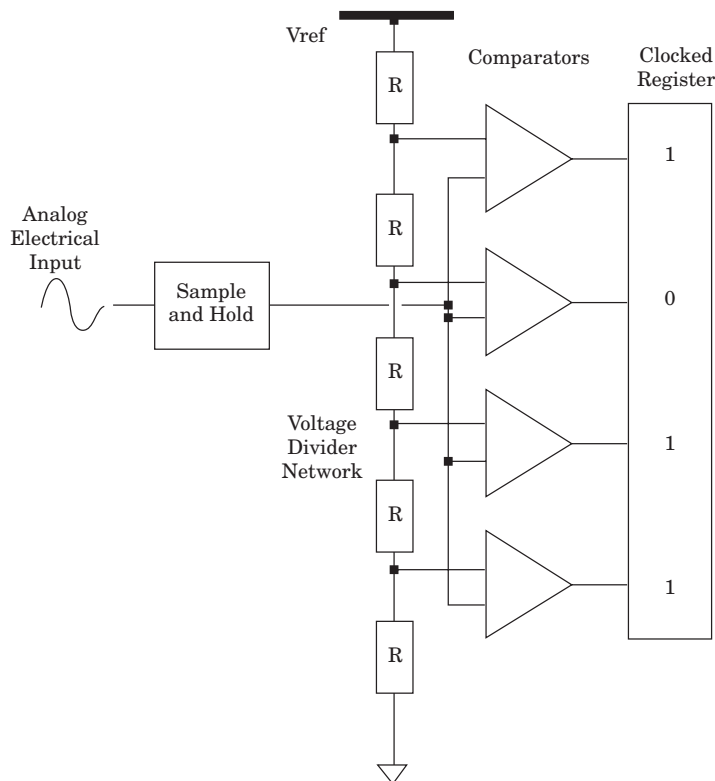 Vref
Comparators
Clocked
Register
R
1
Analog
Electrical
Input
R
Sample
and Hold
0
R
Voltage
Divider
Network
1
R
1
R